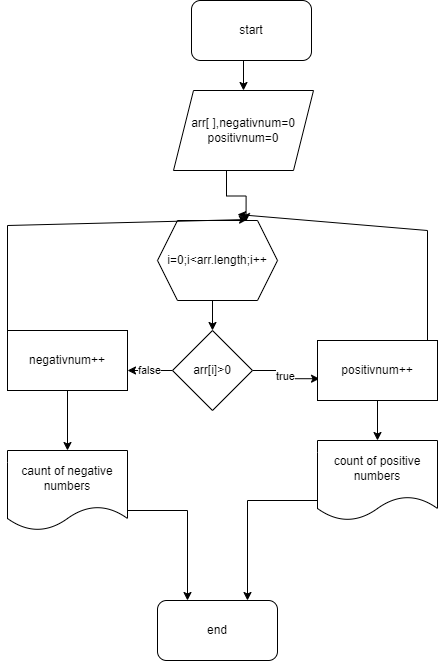 start
arr[ ],negativnum=0
positivnum=0
i=0;i<arr.length;i++
negativnum++
false
arr[i]>0
true
positivnum++
caunt of negative
numbers
count of positive
numbers
end